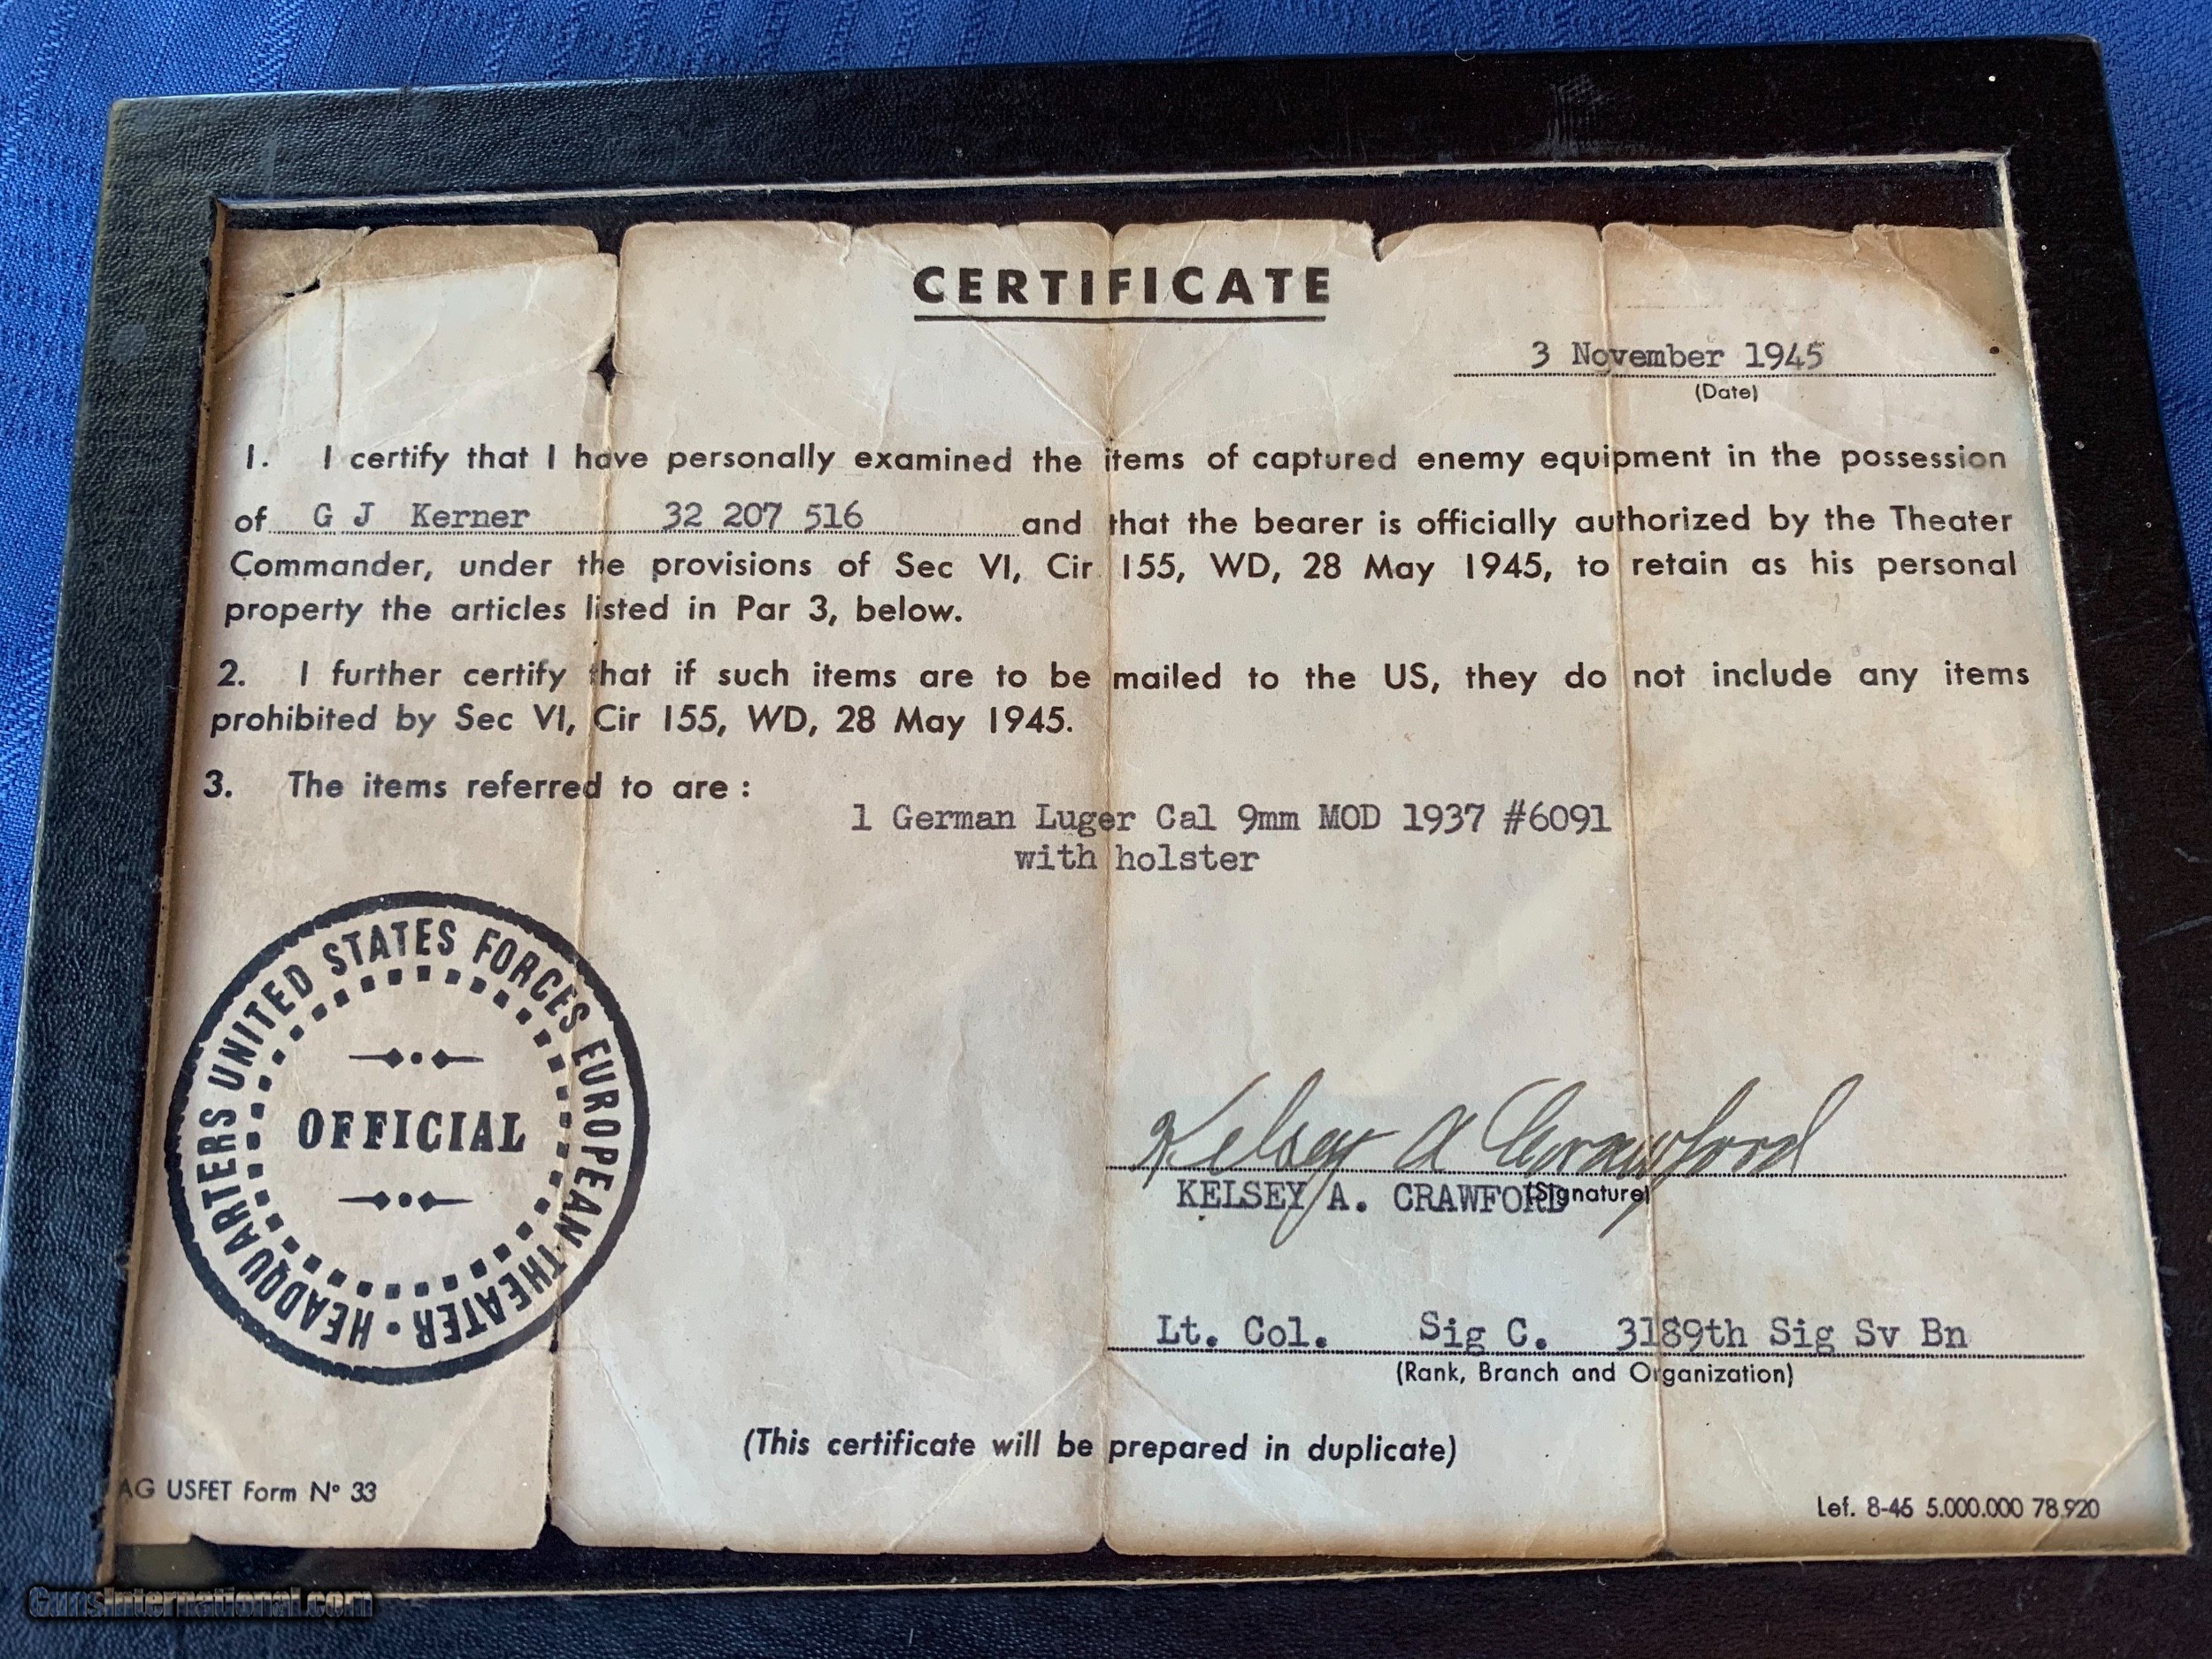 CERTIFICATE
3 November 1945
(Date)
1. I certify that I have personally examined the items of captured enemy equipment in the possession
of G J Kerner 32 207 516 and that the bearer is officially authorized by the Theater
Commander, under the provisions of Sec VI, Cir 155, WD, 28 May 1945, to retain as his personal
property the articles listed in Par 3, below.
2. I further certify that if such items are to be mailed to the US, they do not include any items
prohibited by Sec VI, Cir 155, WD, 28 May 1945.
3. The items referred to are :
1 German Luger Cal 9mm MOD 1937 #6091
with holster
HEADQUARTERS UNITED STATES FORCES EUROPEAN THEATER •
OFFICIAL
Kelsey A Crawford
KELSEY A. CRAWFORD (Signature)
Lt. Col. Sig C. 3189th Sig Sv Bn
(Rank, Branch and Organization)
(This certificate will be prepared in duplicate)
AG USFET Form Nº 33
Lef. 8-45 5.000.000 78.920
GunsInternational.com